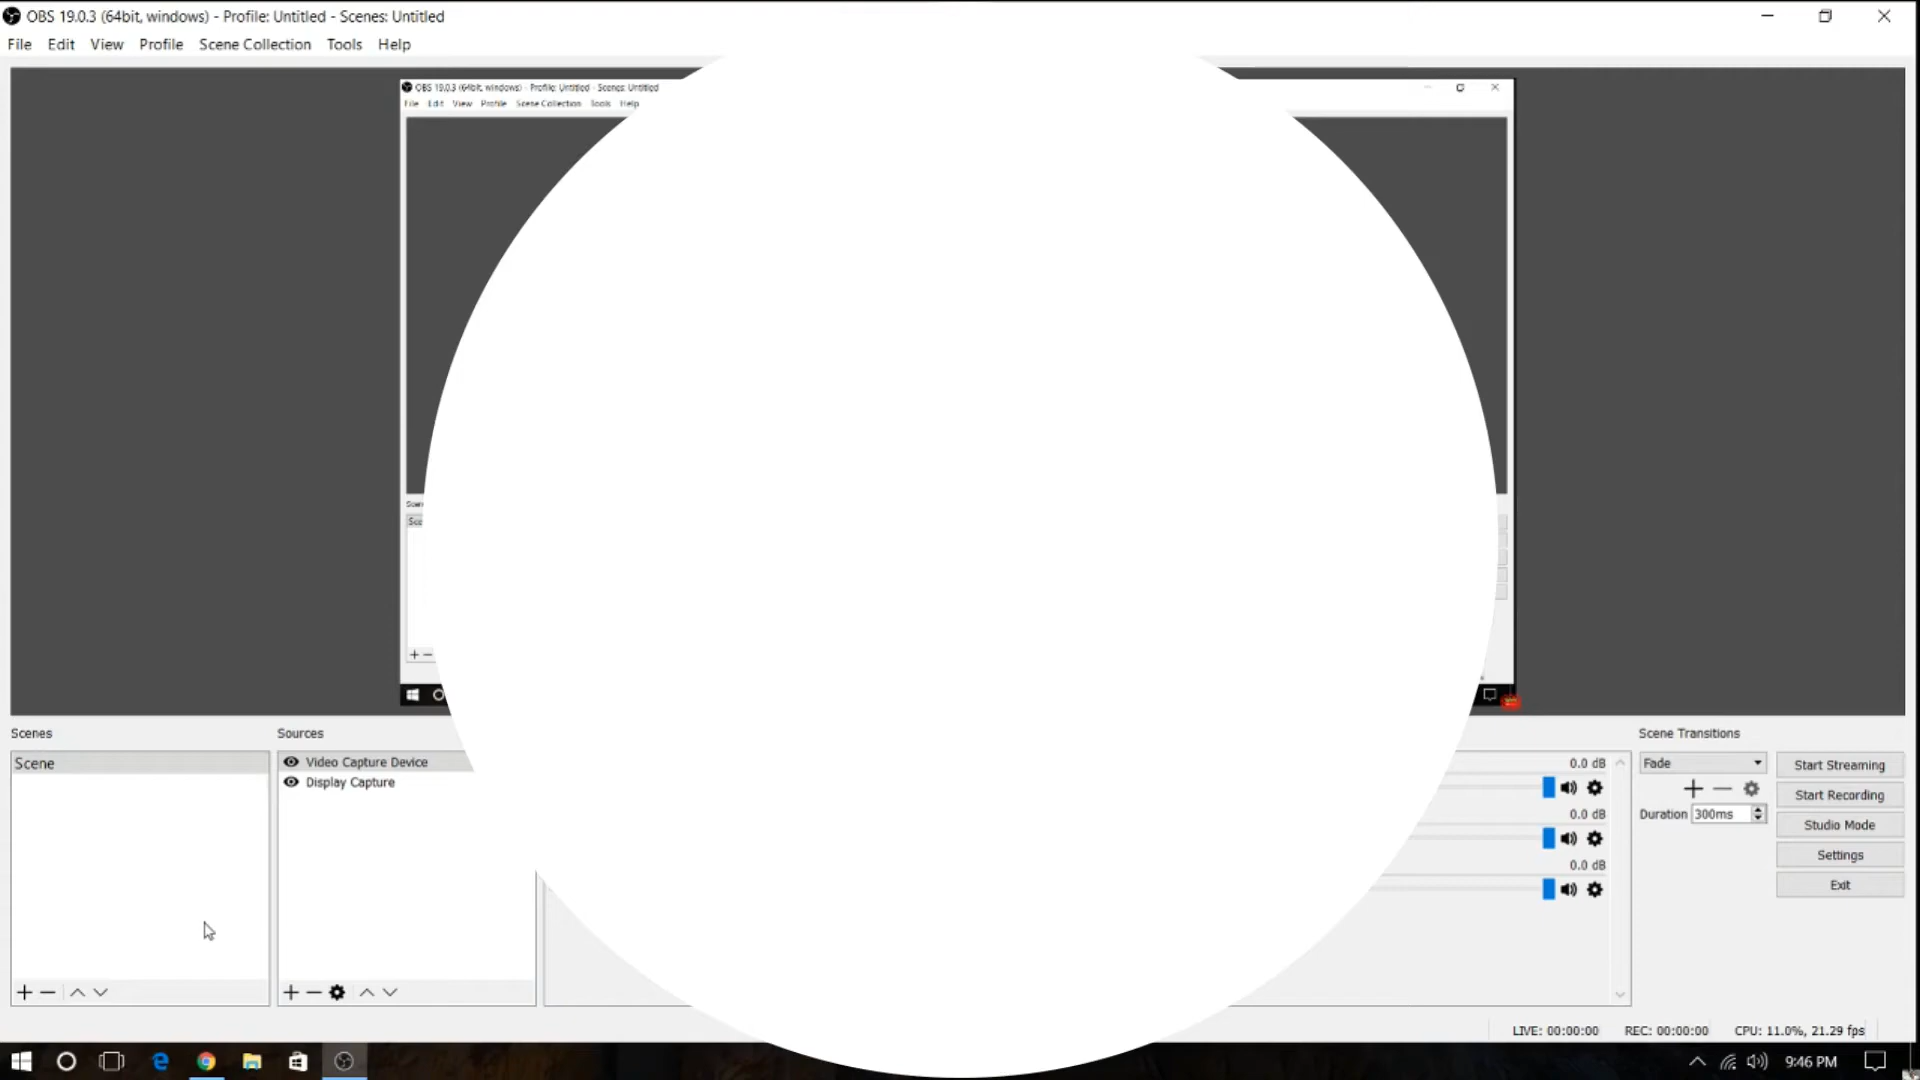 OBS 19.0.3 (64bit, windows) - Profile: Untitled - Scenes: Untitled
File Edit View Profile Scene Collection Tools Help
OBS 19.0.3 (64bit, windows) - Profile: Untitled - Scenes: Untitled
File Edit View Profile Scene Collection Tools Help
Scenes
Scene
Sources
Video Capture Device
Display Capture
0.0 dB
0.0 dB
0.0 dB
Scene Transitions
Fade
Duration 300ms
Start Streaming
Start Recording
Studio Mode
Settings
Exit
LIVE: 00:00:00 REC: 00:00:00 CPU: 11.0%, 21.29 fps
9:46 PM